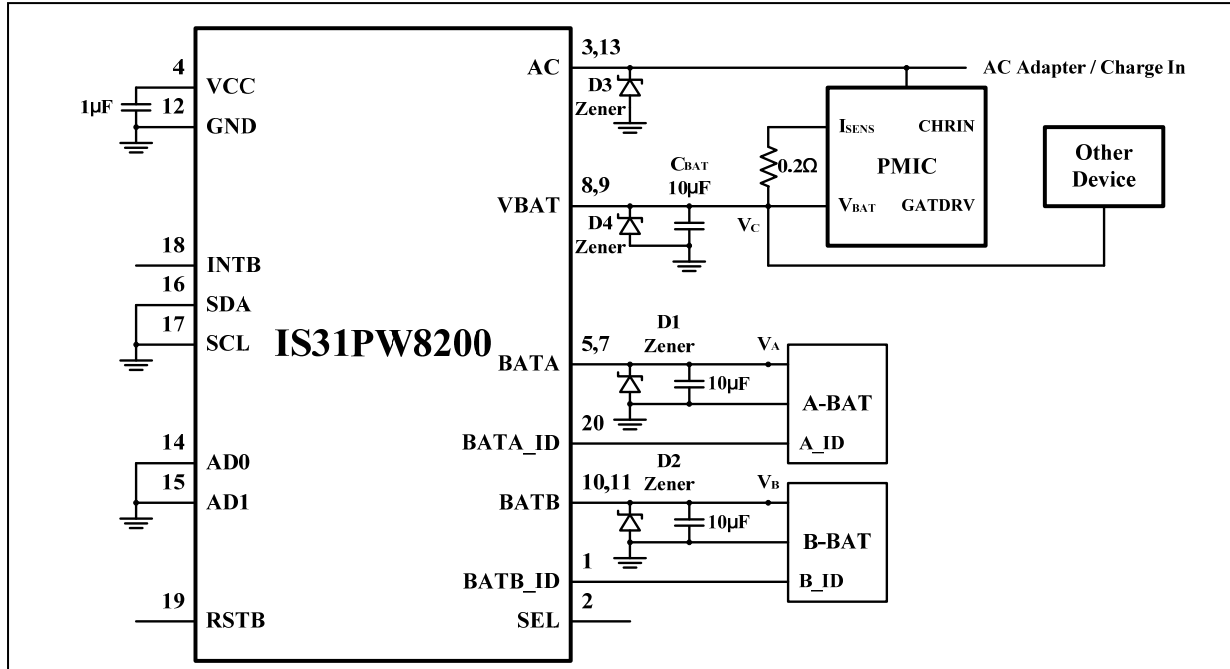 3,13
AC
AC Adapter / Charge In
4
VCC
D3
Zener
1µF
12
GND
ISENS
CHRIN
0.2Ω
PMIC
Other
Device
CBAT
10µF
8,9
VBAT
VBAT
GATDRV
D4
Zener
VC
18
INTB
16
SDA
17
SCL
IS31PW8200
D1
Zener
5,7
VA
BATA
10µF
A-BAT
20
BATA_ID
A_ID
14
AD0
15
AD1
D2
Zener
10,11
VB
BATB
10µF
B-BAT
1
BATB_ID
B_ID
19
RSTB
2
SEL